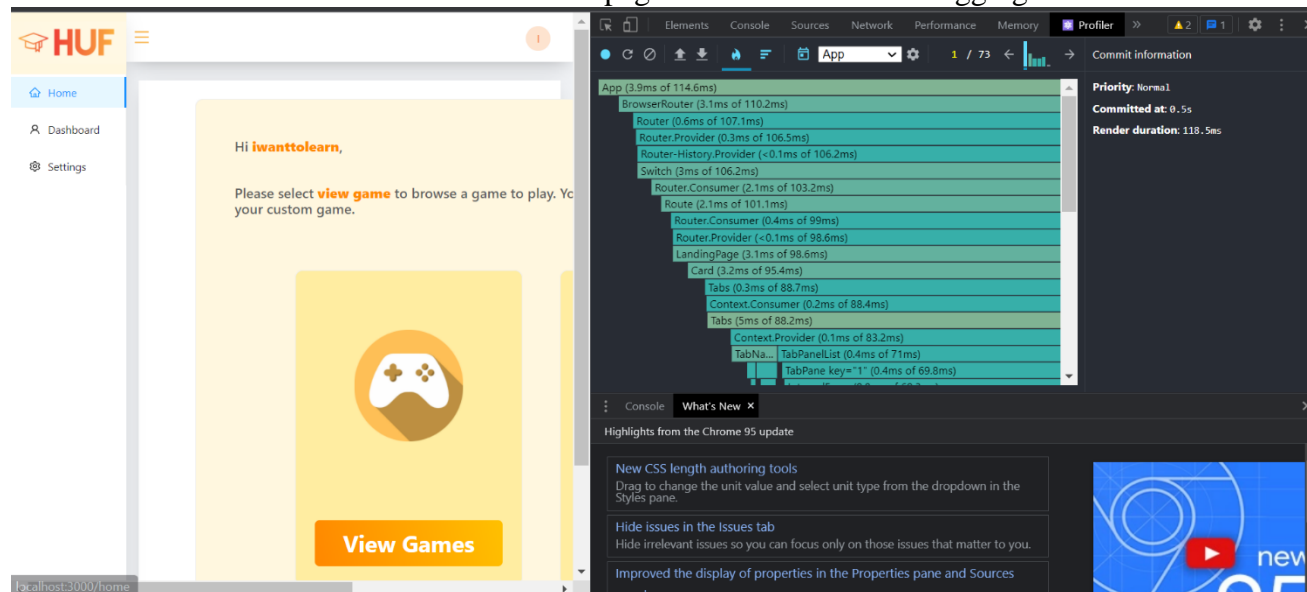 HUF
I
Home
Dashboard
Settings
Hi iwanttolearn,
Please select view game to browse a game to play. Yo
your custom game.
View Games
localhost:3000/home
Elements Console Sources Network Performance Memory Profiler » 2 1
App 1 / 73
App (3.9ms of 114.6ms)
BrowserRouter (3.1ms of 110.2ms)
Router (0.6ms of 107.1ms)
Router.Provider (0.3ms of 106.5ms)
Router-History.Provider (<0.1ms of 106.2ms)
Switch (3ms of 106.2ms)
Router.Consumer (2.1ms of 103.2ms)
Route (2.1ms of 101.1ms)
Router.Consumer (0.4ms of 99ms)
Router.Provider (<0.1ms of 98.6ms)
LandingPage (3.1ms of 98.6ms)
Card (3.2ms of 95.4ms)
Tabs (0.3ms of 88.7ms)
Context.Consumer (0.2ms of 88.4ms)
Tabs (5ms of 88.2ms)
Context.Provider (0.1ms of 83.2ms)
TabNa... TabPanelList (0.4ms of 71ms)
TabPane key="1" (0.4ms of 69.8ms)
Commit information
Priority: Normal
Committed at: 0.5s
Render duration: 118.5ms
Console What's New ×
Highlights from the Chrome 95 update
New CSS length authoring tools
Drag to change the unit value and select unit type from the dropdown in the
Styles pane.
Hide issues in the Issues tab
Hide irrelevant issues so you can focus only on those issues that matter to you.
Improved the display of properties in the Properties pane and Sources
new